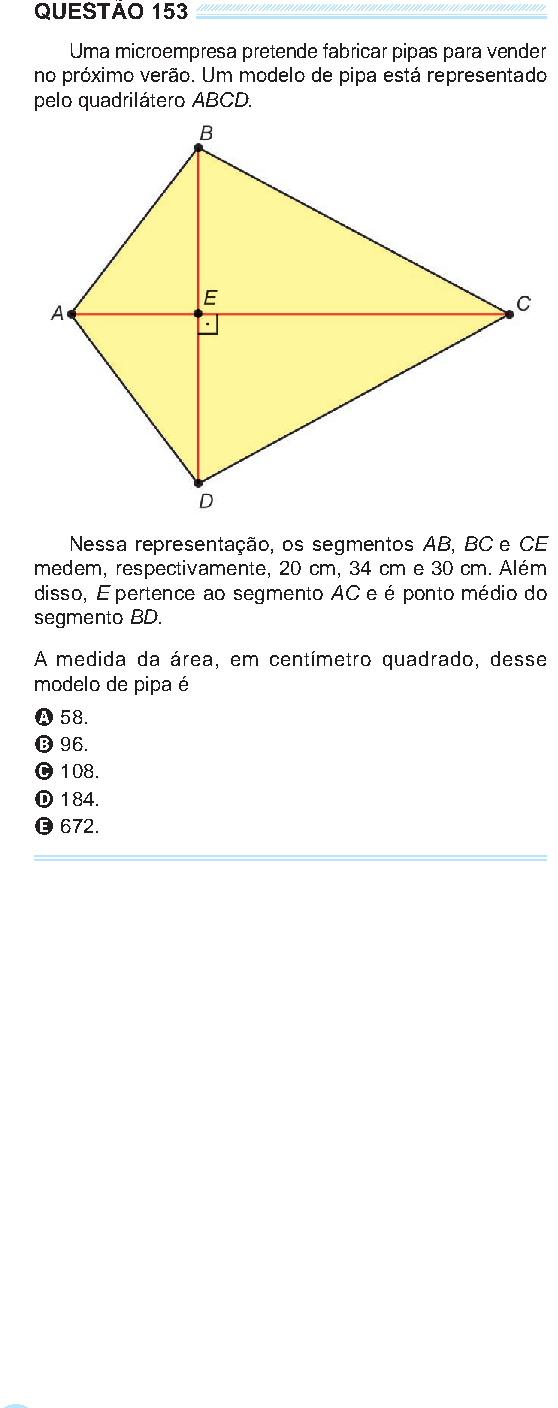 QUESTÃO 153
Uma microempresa pretende fabricar pipas para vender
no próximo verão. Um modelo de pipa está representado
pelo quadrilátero ABCD.
B
A
E
C
D
Nessa representação, os segmentos AB, BC e CE
medem, respectivamente, 20 cm, 34 cm e 30 cm. Além
disso, E pertence ao segmento AC e é ponto médio do
segmento BD.
A medida da área, em centímetro quadrado, desse
modelo de pipa é
A 58.
B 96.
C 108.
D 184.
E 672.